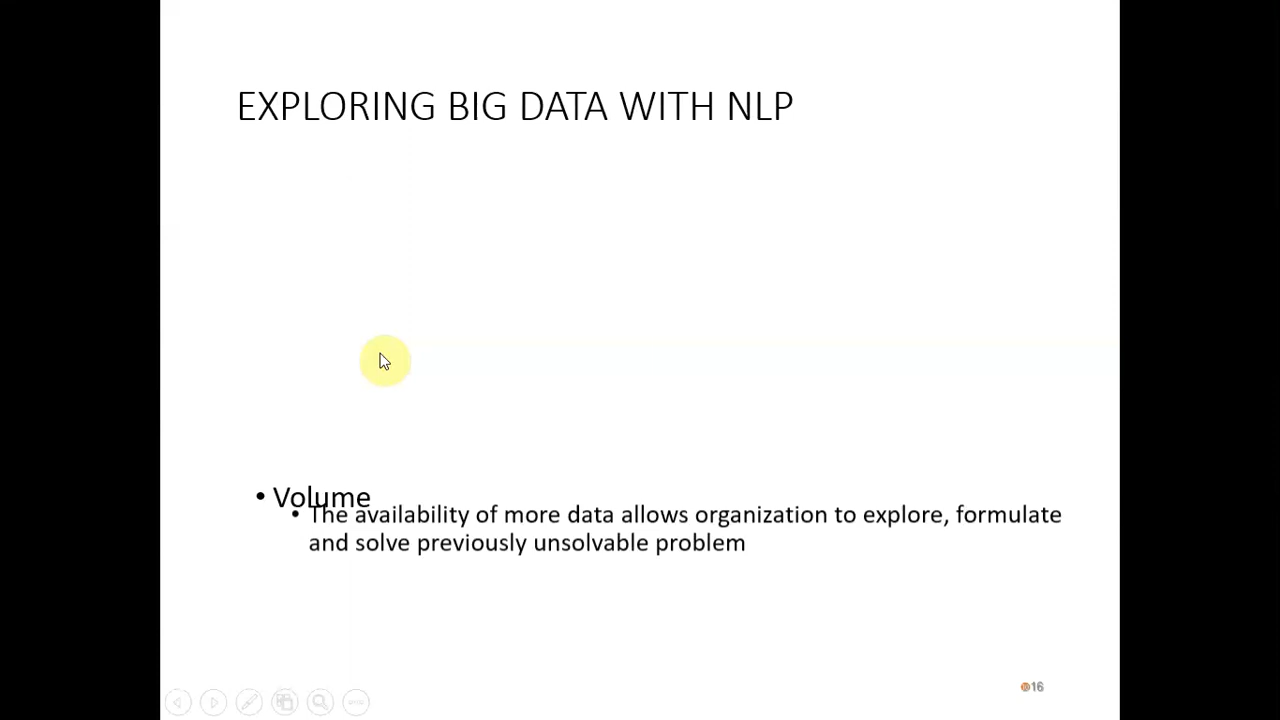 EXPLORING BIG DATA WITH NLP
• Volume
• The availability of more data allows organization to explore, formulate
and solve previously unsolvable problem
16